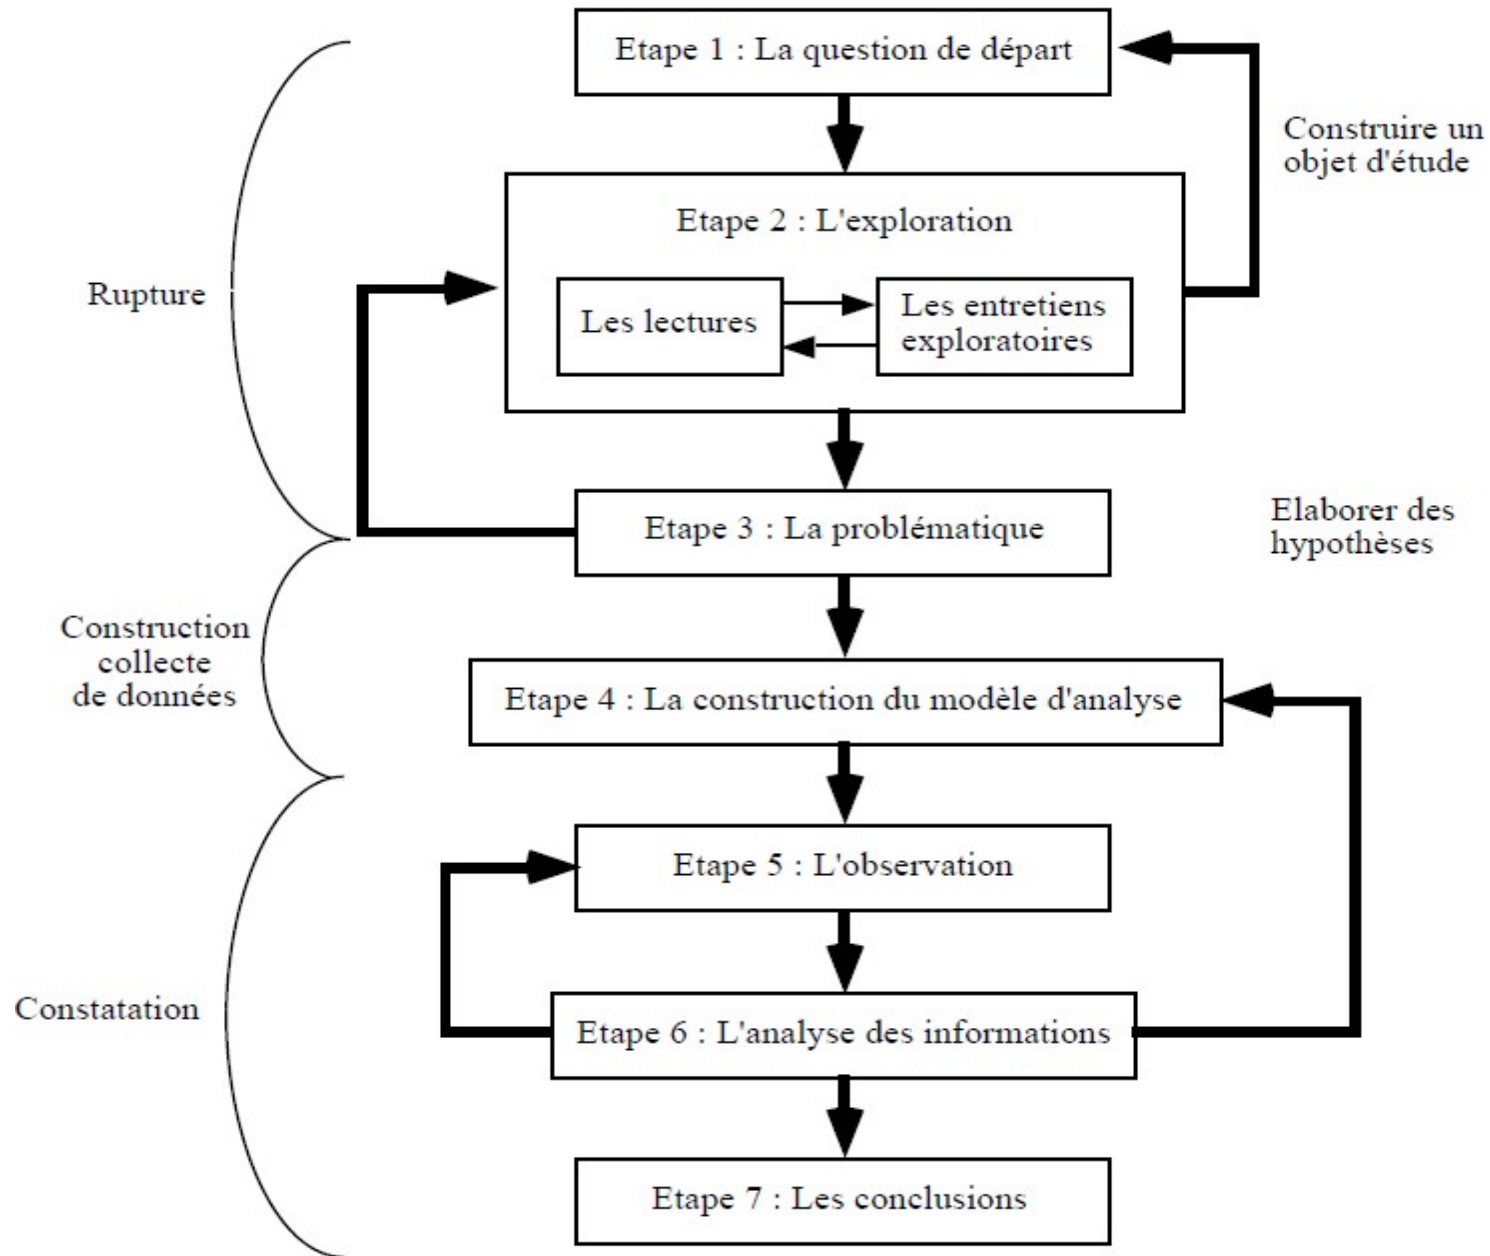 Etape 1 : La question de départ
Construire un
objet d'étude
Etape 2 : L'exploration
Rupture
Les lectures
Les entretiens
exploratoires
Etape 3 : La problématique
Elaborer des
hypothèses
Construction
collecte
de données
Etape 4 : La construction du modèle d'analyse
Etape 5 : L'observation
Constatation
Etape 6 : L'analyse des informations
Etape 7 : Les conclusions